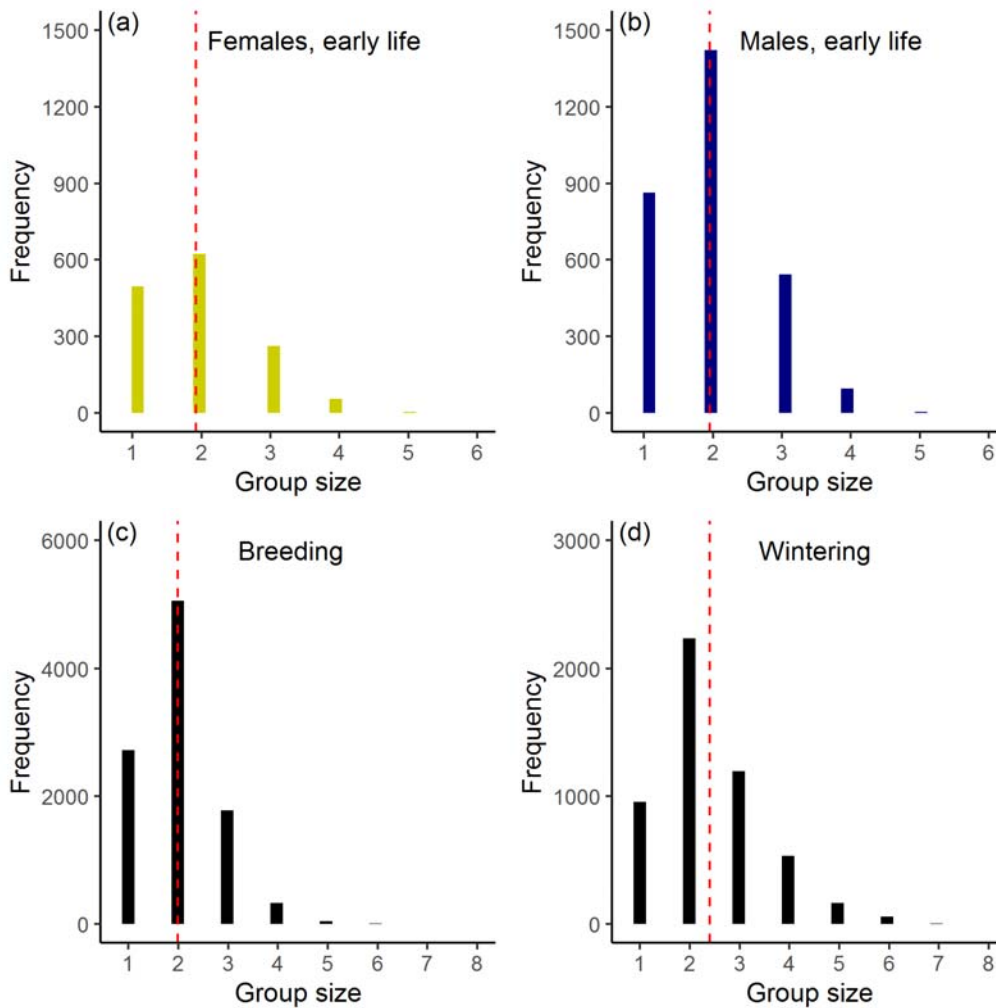 (a) Females, early life
1500
1200
900
600
300
0
Frequency
1 2 3 4 5 6
Group size
(b) Males, early life
1500
1200
900
600
300
0
Frequency
1 2 3 4 5 6
Group size
(c) Breeding
6000
4000
2000
0
Frequency
1 2 3 4 5 6 7 8
Group size
(d) Wintering
3000
2000
1000
0
Frequency
1 2 3 4 5 6 7 8
Group size